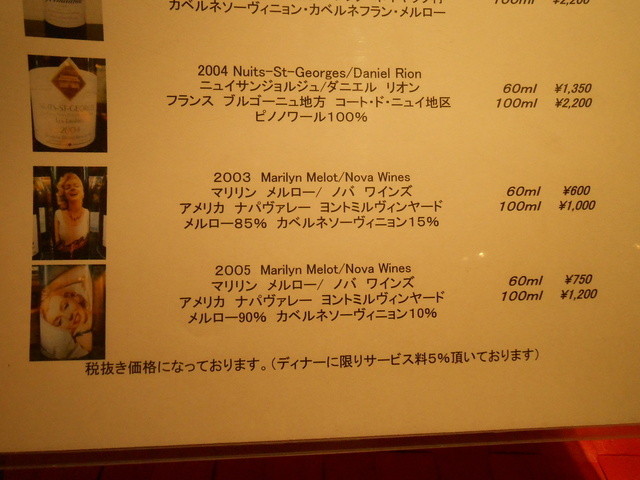 カベルネソーヴィニョン・カベルネフラン・メルロー 100ml ¥2,200
2004 Nuits-St-Georges/Daniel Rion
ニュイサンジョルジュ/ダニエル リオン 60ml ¥1,350
フランス ブルゴーニュ地方 コート・ド・ニュイ地区 100ml ¥2,200
ピノノワール100%
2003 Marilyn Melot/Nova Wines
マリリン メルロー/ ノバ ワインズ 60ml ¥600
アメリカ ナパヴァレー ヨントミルヴィンヤード 100ml ¥1,000
メルロー85% カベルネソーヴィニョン15%
2005 Marilyn Melot/Nova Wines
マリリン メルロー/ ノバ ワインズ 60ml ¥750
アメリカ ナパヴァレー ヨントミルヴィンヤード 100ml ¥1,200
メルロー90% カベルネソーヴィニョン10%
税抜き価格になっております。(ディナーに限りサービス料5%頂いております)